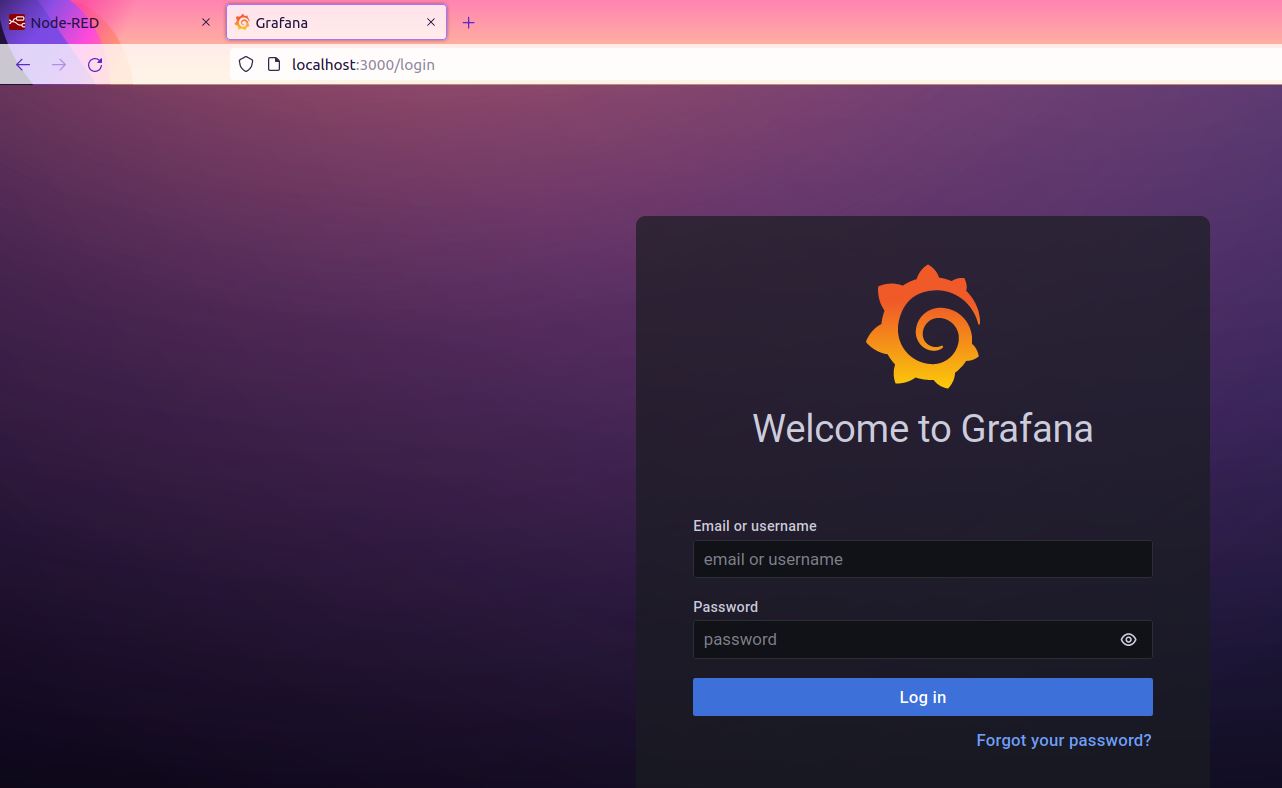 Node-RED
Grafana
localhost:3000/login
Welcome to Grafana
Email or username
email or username
Password
password
Log in
Forgot your password?